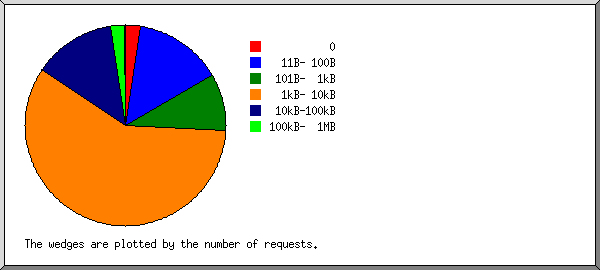 0
11B- 100B
101B- 1kB
1kB- 10kB
10kB-100kB
100kB- 1MB
The wedges are plotted by the number of requests.